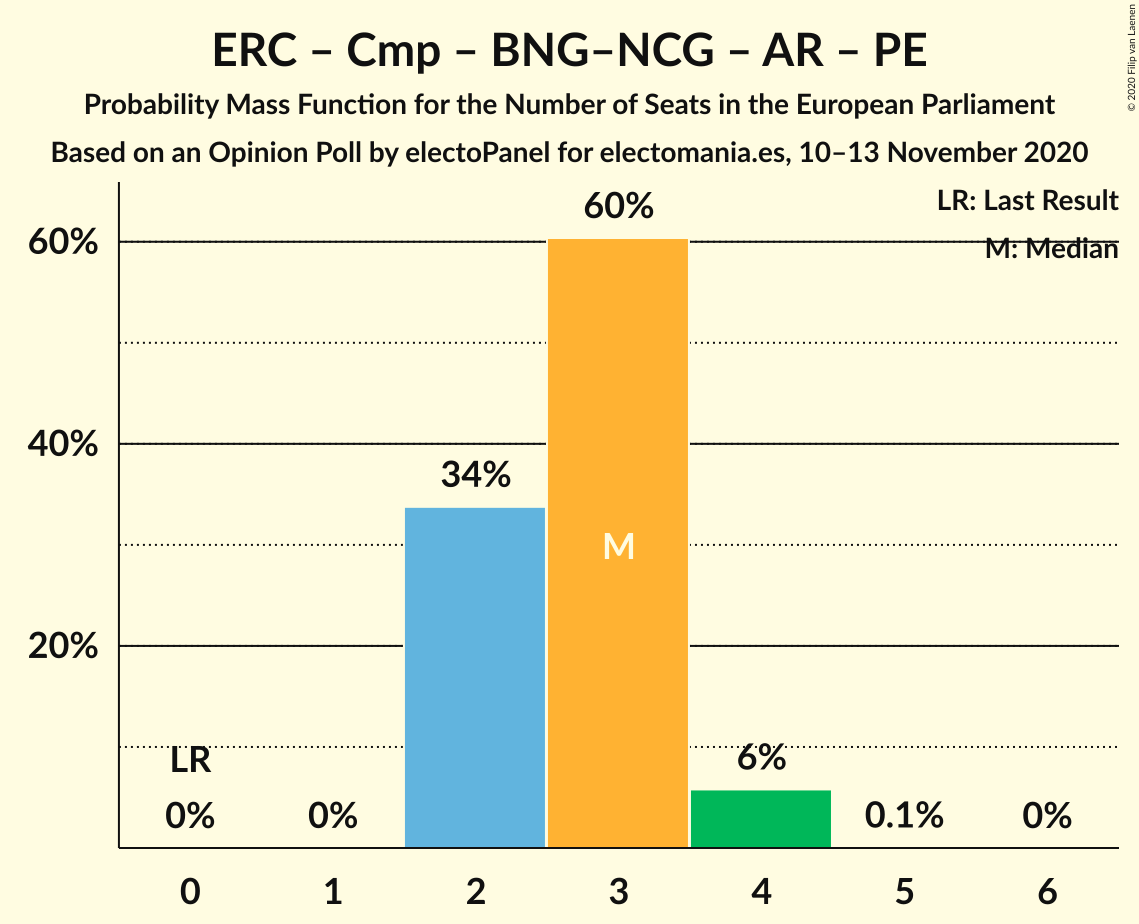 ERC – Cmp – BNG–NCG – AR – PE
Probability Mass Function for the Number of Seats in the European Parliament
Based on an Opinion Poll by electoPanel for electomania.es, 10–13 November 2020
© 2020 Filip van Laenen
LR: Last Result
M: Median
60%
40%
20%
60%
34%
M
LR
0%
0%
6%
0.1%
0%
0
1
2
3
4
5
6